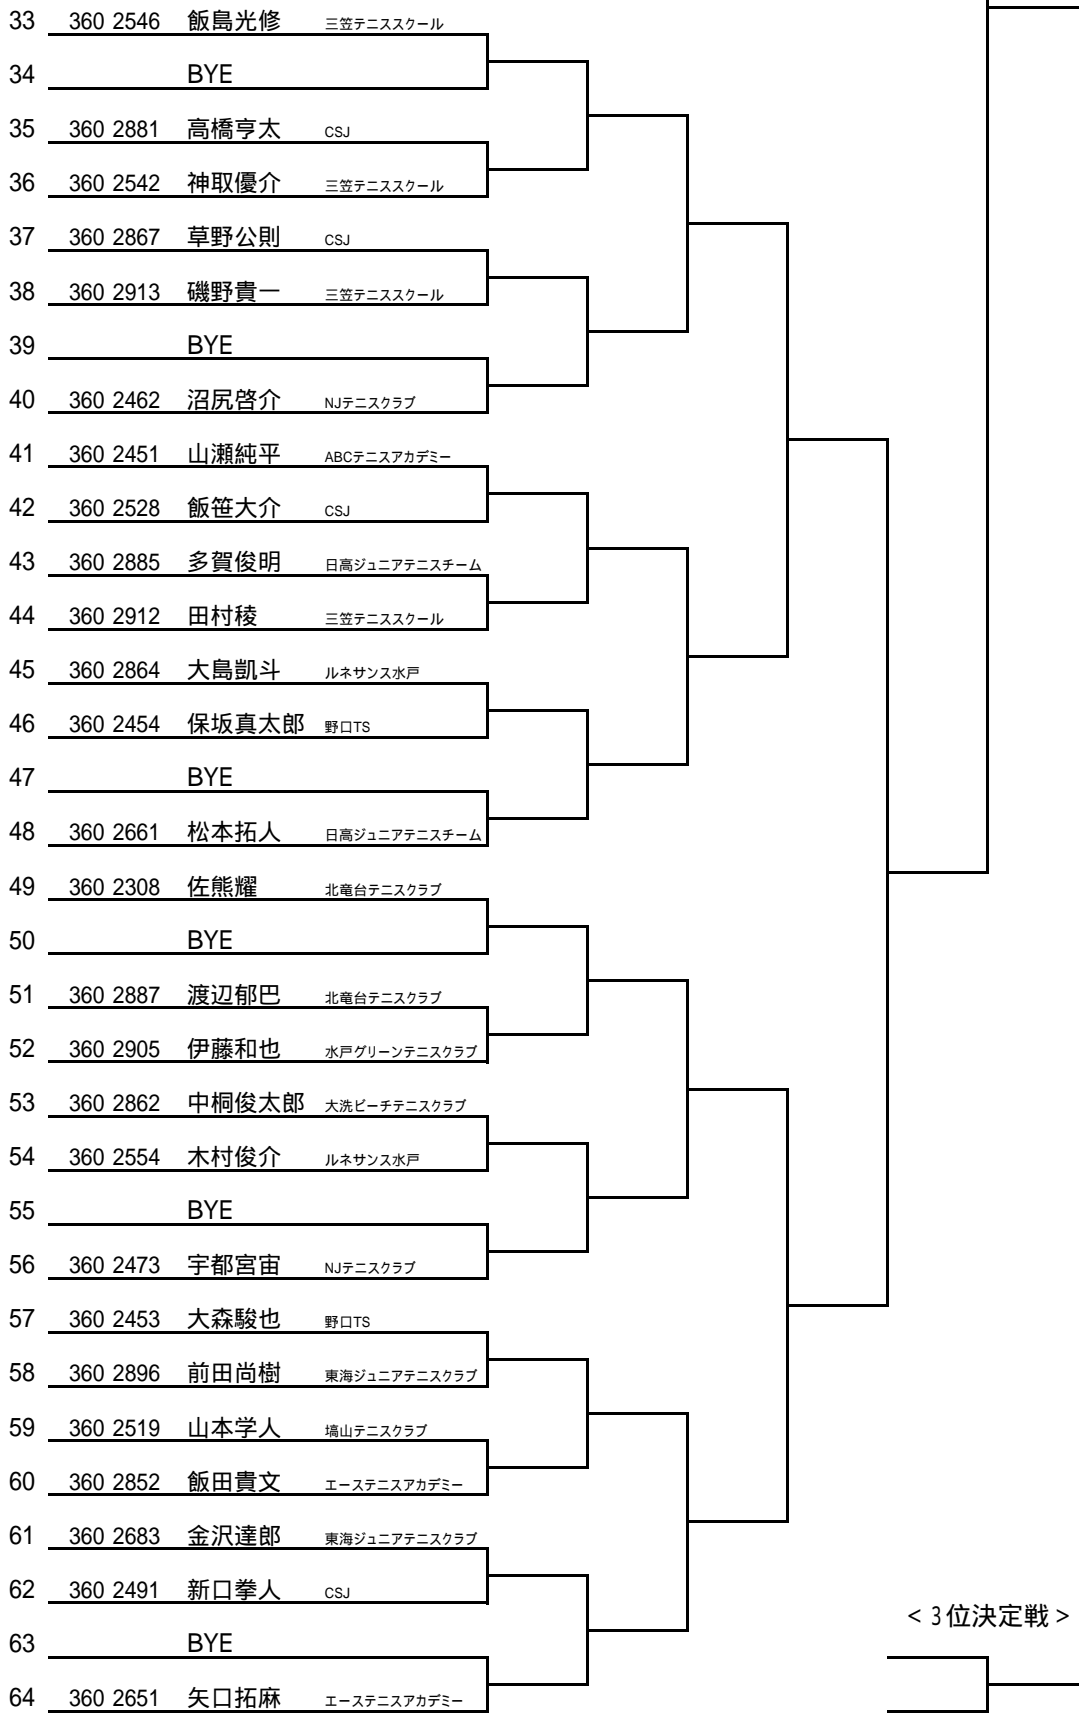 33 360 2546 飯島光修 三笠テニススクール
34 BYE
35 360 2881 高橋亨太 CSJ
36 360 2542 神取優介 三笠テニススクール
37 360 2867 草野公則 CSJ
38 360 2913 磯野貴一 三笠テニススクール
39 BYE
40 360 2462 沼尻啓介 NJテニスクラブ
41 360 2451 山瀬純平 ABCテニスアカデミー
42 360 2528 飯笹大介 CSJ
43 360 2885 多賀俊明 日高ジュニアテニスチーム
44 360 2912 田村稜 三笠テニススクール
45 360 2864 大島凱斗 ルネサンス水戸
46 360 2454 保坂真太郎 野口TS
47 BYE
48 360 2661 松本拓人 日高ジュニアテニスチーム
49 360 2308 佐熊耀 北竜台テニスクラブ
50 BYE
51 360 2887 渡辺郁巴 北竜台テニスクラブ
52 360 2905 伊藤和也 水戸グリーンテニスクラブ
53 360 2862 中桐俊太郎 大洗ビーチテニスクラブ
54 360 2554 木村俊介 ルネサンス水戸
55 BYE
56 360 2473 宇都宮宙 NJテニスクラブ
57 360 2453 大森駿也 野口TS
58 360 2896 前田尚樹 東海ジュニアテニスクラブ
59 360 2519 山本学人 塙山テニスクラブ
60 360 2852 飯田貴文 エーステニスアカデミー
61 360 2683 金沢達郎 東海ジュニアテニスクラブ
62 360 2491 新口拳人 CSJ
<3位決定戦>
63 BYE
64 360 2651 矢口拓麻 エーステニスアカデミー